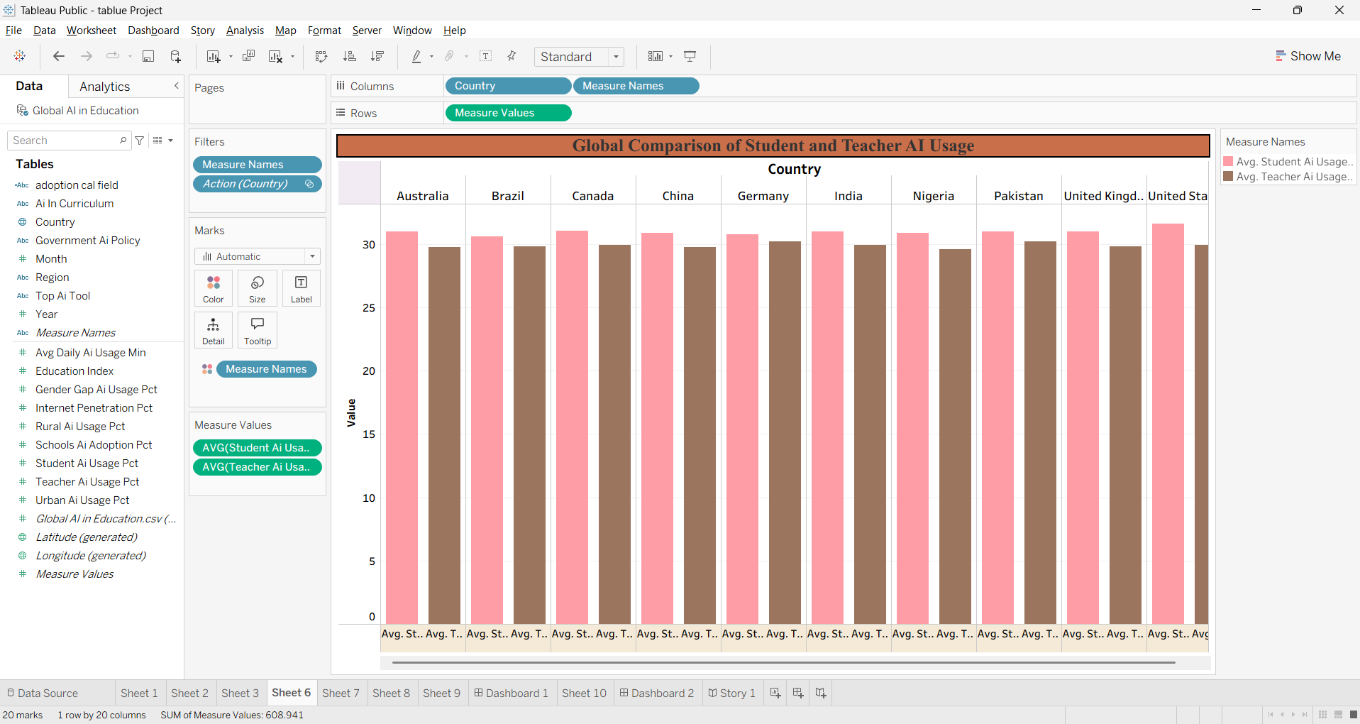 Tableau Public - tablue Project
File Data Worksheet Dashboard Story Analysis Map Format Server Window Help
Standard
Show Me
Data Analytics
Global AI in Education
Search
Tables
Abc adoption cal field
Abc Ai In Curriculum
Country
Abc Government Ai Policy
# Month
Abc Region
Abc Top Ai Tool
# Year
Abc Measure Names
# Avg Daily Ai Usage Min
# Education Index
# Gender Gap Ai Usage Pct
# Internet Penetration Pct
# Rural Ai Usage Pct
# Schools Ai Adoption Pct
# Student Ai Usage Pct
# Teacher Ai Usage Pct
# Urban Ai Usage Pct
# Global AI in Education.csv (...
Latitude (generated)
Longitude (generated)
# Measure Values
Pages
Filters
Measure Names
Action (Country)
Marks
Automatic
Color Size Label
Detail Tooltip
Measure Names
Measure Values
AVG(Student Ai Usa..
AVG(Teacher Ai Usa..
Columns Country Measure Names
Rows Measure Values
Global Comparison of Student and Teacher AI Usage
Country
Australia Brazil Canada China Germany India Nigeria Pakistan United Kingd.. United Sta
Value
30
25
20
15
10
5
0
Avg. St.. Avg. T.. Avg. St.. Avg. T.. Avg. St.. Avg. T.. Avg. St.. Avg. T.. Avg. St.. Avg. T.. Avg. St.. Avg. T.. Avg. St.. Avg. T.. Avg. St.. Avg. T.. Avg. St.. Avg. T.. Avg. St.. Avg
Measure Names
Avg. Student Ai Usage..
Avg. Teacher Ai Usage..
Data Source Sheet 1 Sheet 2 Sheet 3 Sheet 6 Sheet 7 Sheet 8 Sheet 9 Dashboard 1 Sheet 10 Dashboard 2 Story 1
20 marks 1 row by 20 columns SUM of Measure Values: 608.941